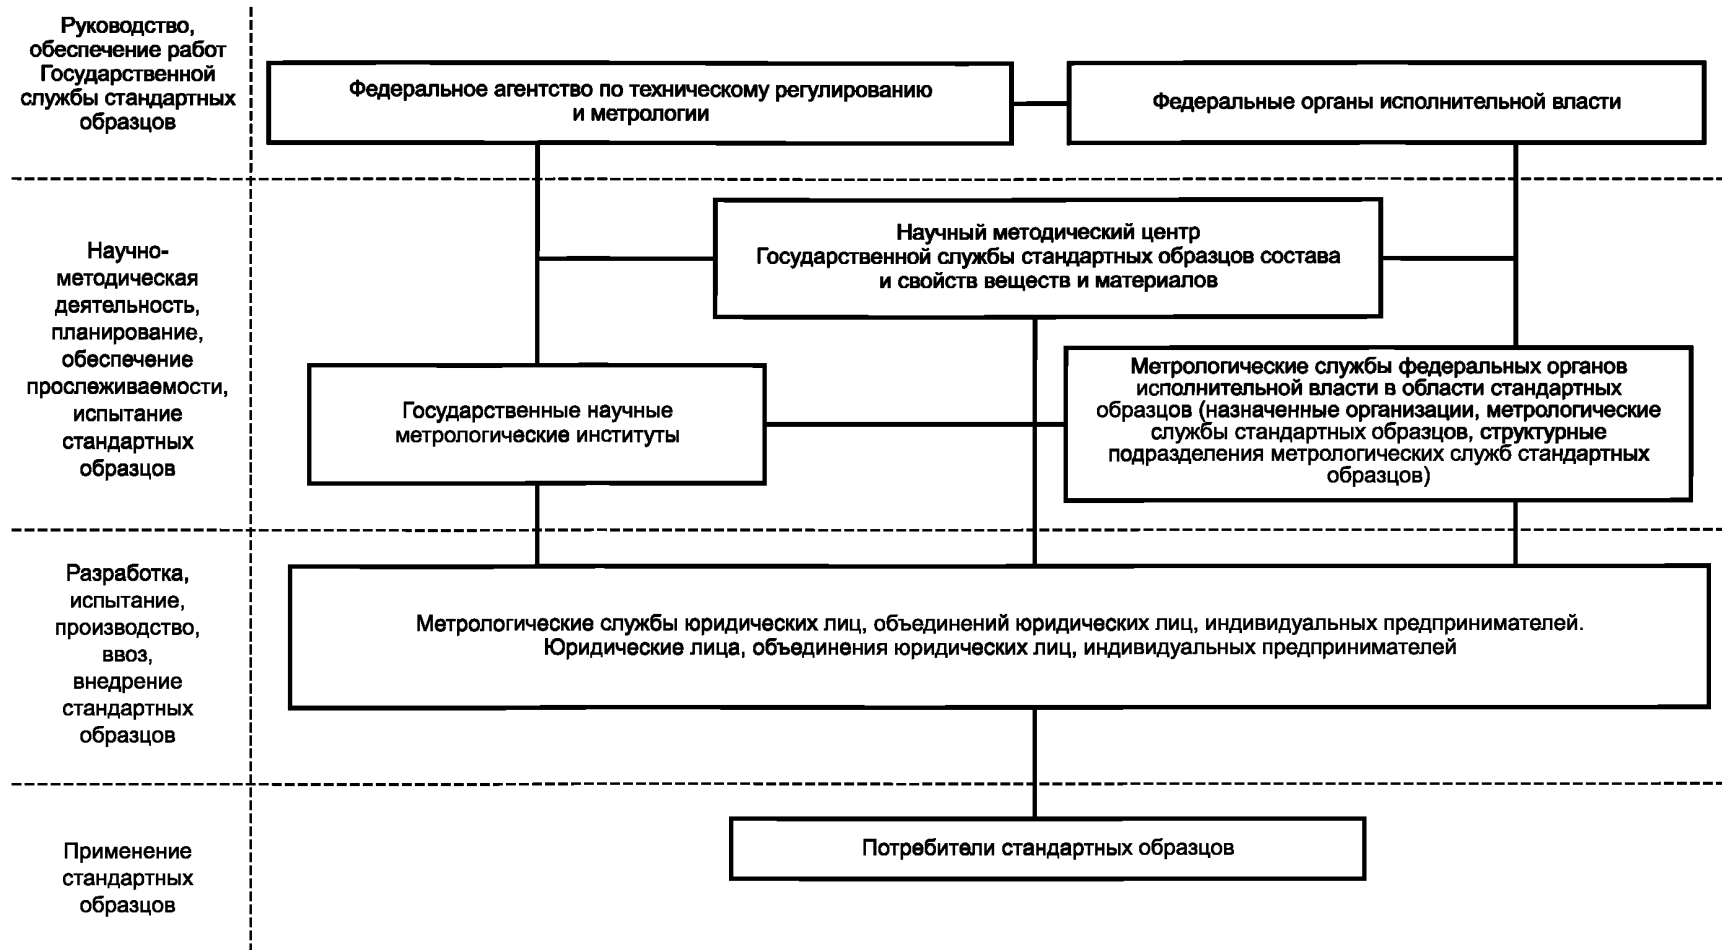 Руководство,
обеспечение работ
Государственной
службы стандартных
образцов
Федеральное агентство по техническому регулированию
и метрологии
Федеральные органы исполнительной власти
Научно-
методическая
деятельность,
планирование,
обеспечение
прослеживаемости,
испытание
стандартных
образцов
Научный методический центр
Государственной службы стандартных образцов состава
и свойств веществ и материалов
Государственные научные
метрологические институты
Метрологические службы федеральных органов
исполнительной власти в области стандартных
образцов (назначенные организации, метрологические
службы стандартных образцов, структурные
подразделения метрологических служб стандартных
образцов)
Разработка,
испытание,
производство,
ввоз,
внедрение
стандартных
образцов
Метрологические службы юридических лиц, объединений юридических лиц, индивидуальных предпринимателей.
Юридические лица, объединения юридических лиц, индивидуальных предпринимателей
Применение
стандартных
образцов
Потребители стандартных образцов